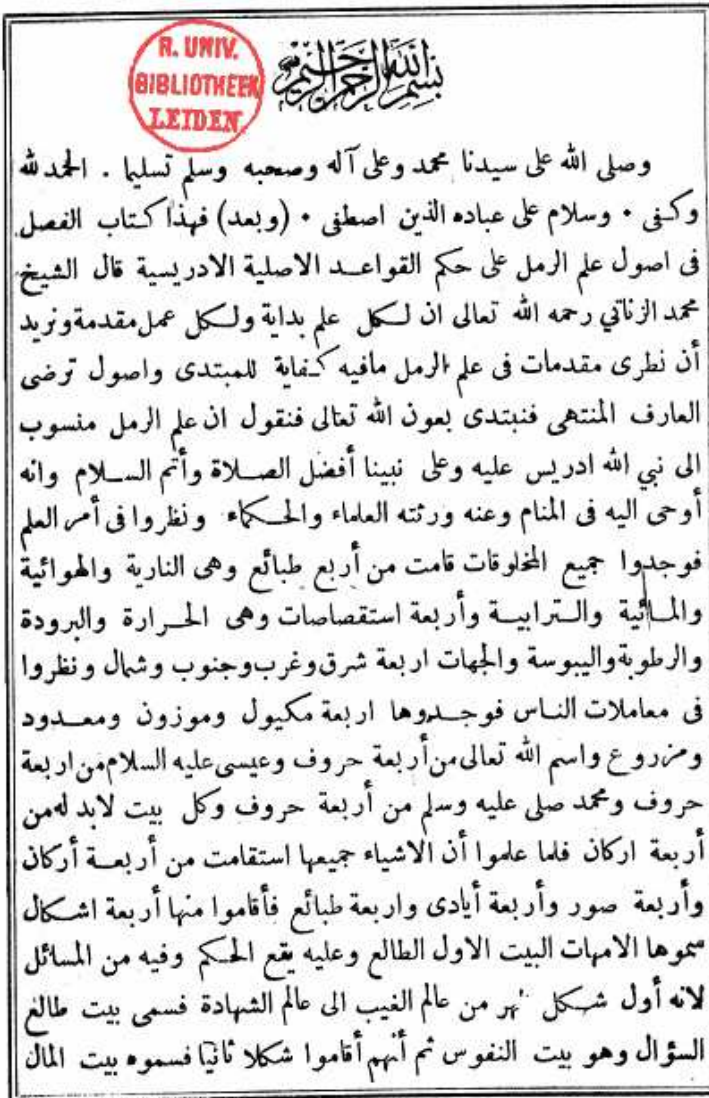 R. UNIV.
BIBLIOTHEEK
LEIDEN
بسم الله الرحمن الرحيم
وصلى الله على سيدنا محمد وعلى آله وصحبه وسلم تسليما . الحمد لله
وكفى • وسلام على عباده الذين اصطفى • (وبعد) فهذا كتاب الفصل
فى اصول علم الرمل على حكم القواعد الاصلية الادريسية قال الشيخ
محمد الزناتي رحمه الله تعالى ان لكل علم بداية ولكل عمل مقدمة ونريد
أن نطرى مقدمات فى علم الرمل مافيه كفاية للمبتدى واصول ترضى
العارف المنتهى فنبتدى بعون الله تعالى فنقول ان علم الرمل منسوب
الى نبي الله ادريس عليه وعلى نبينا أفضل الصلاة وأتم السلام وانه
أوحى اليه فى المنام وعنه ورثته العلماء والحكماء ونظروا فى أمر العلم
فوجدوا جميع المخلوقات قامت من أربع طبائع وهى النارية والهوائية
والمائية والترابية وأربعة استقصاصات وهى الحرارة والبرودة
والرطوبة واليبوسة والجهات اربعة شرق وغرب وجنوب وشمال ونظروا
فى معاملات الناس فوجدوها اربعة مكيول وموزون ومعدود
ومزروع واسم الله تعالى من أربعة حروف وعيسى عليه السلام من اربعة
حروف ومحمد صلى عليه وسلم من أربعة حروف وكل بيت لابد له من
أربعة اركان فلما علموا أن الاشياء جميعها استقامت من أربعة أركان
وأربعة صور وأربعة أيادى واربعة طبائع فأقاموا منها أربعة اشكال
سموها الامهات البيت الاول الطالع وعليه يقع الحكم وفيه من المسائل
لانه أول شكل من عالم الغيب الى عالم الشهادة فسمى بيت طالع
السؤال وهو بيت النفوس ثم أنهم أقاموا شكلا ثانيا فسموه بيت المال